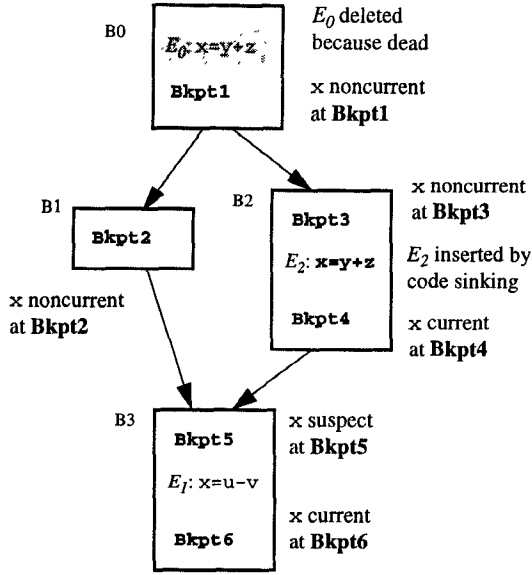 B0
E0: x=y+z
Bkpt1
E0 deleted
because dead
x noncurrent
at Bkpt1
B1
Bkpt2
x noncurrent
at Bkpt2
B2
Bkpt3
E2: x=y+z
Bkpt4
x noncurrent
at Bkpt3
E2 inserted by
code sinking
x current
at Bkpt4
B3
Bkpt5
E1: x=u-v
Bkpt6
x suspect
at Bkpt5
x current
at Bkpt6